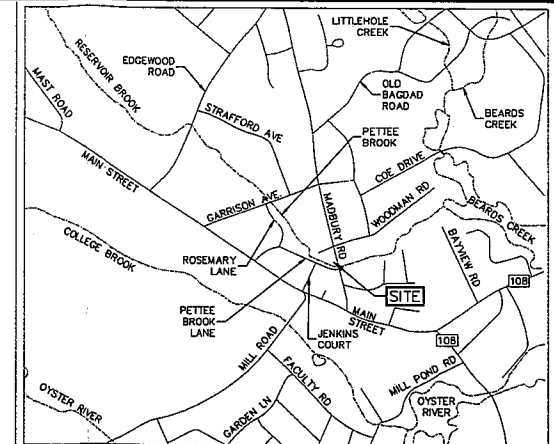 LITTLEHOLE
CREEK
RESERVOIR BROOK
EDGEWOOD
ROAD
MAST ROAD
OLD
BAGDAD
ROAD
STRAFFORD AVE
PETTEE
BROOK
BEARDS
CREEK
MAIN STREET
COE DRIVE
GARRISON AVE
MADBURY RD
WOODMAN RD
BEARDS CREEK
COLLEGE BROOK
ROSEMARY
LANE
BAYVIEW RD
SITE
108
PETTEE
BROOK
LANE
MAIN
STREET
JENKINS
COURT
108
MILL ROAD
FACULTY RD
MILL POND RD
OYSTER RIVER
GARDEN LN
OYSTER
RIVER